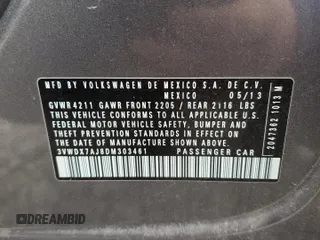 MFD. BY VOLKSWAGEN DE MEXICO S.A. DE C.V.
MEXICO 05/13
GVWR 4211 GAWR FRONT 2205 / REAR 2116 LBS
THIS VEHICLE CONFORMS TO ALL APPLICABLE U.S.
FEDERAL MOTOR VEHICLE SAFETY, BUMPER AND
THEFT PREVENTION STANDARDS IN EFFECT ON THE
DATE OF MANUFACTURE SHOWN ABOVE.
3VWDX7AJ8DM303461 PASSENGER CAR
2047362 1013 M
DREAMBID